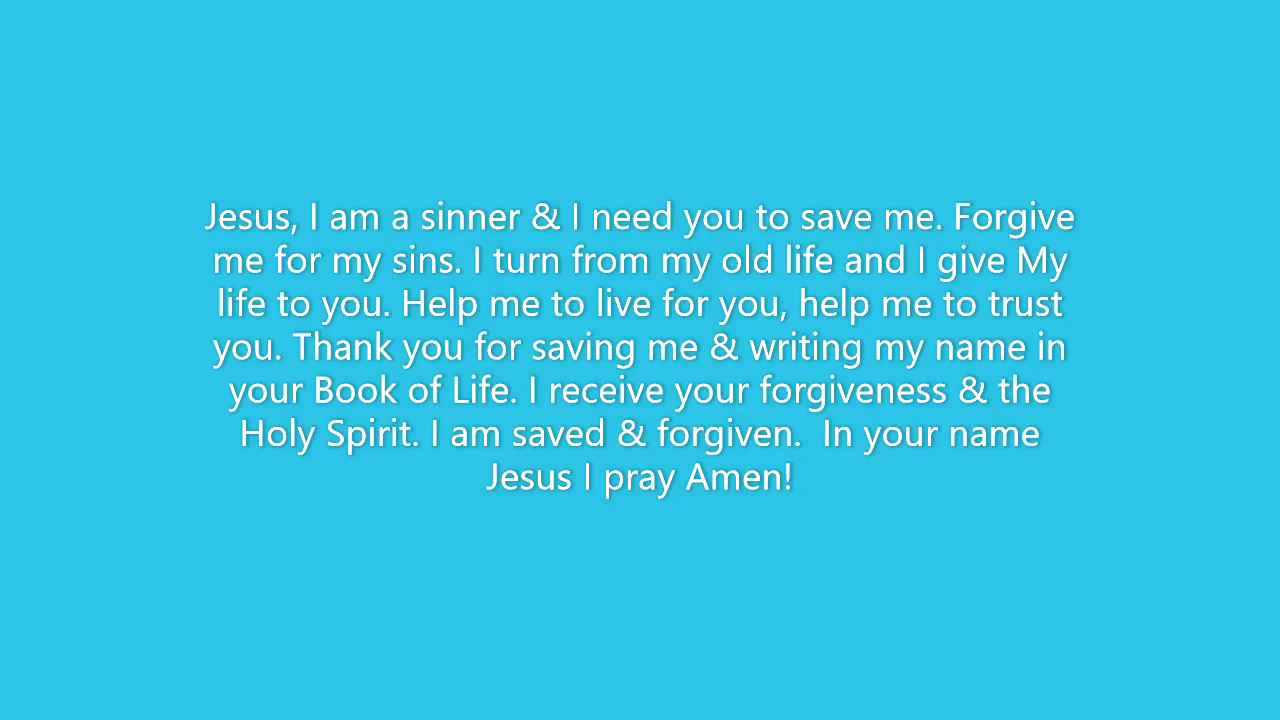 Jesus, I am a sinner & I need you to save me. Forgive
me for my sins. I turn from my old life and I give My
life to you. Help me to live for you, help me to trust
you. Thank you for saving me & writing my name in
your Book of Life. I receive your forgiveness & the
Holy Spirit. I am saved & forgiven.  In your name
Jesus I pray Amen!